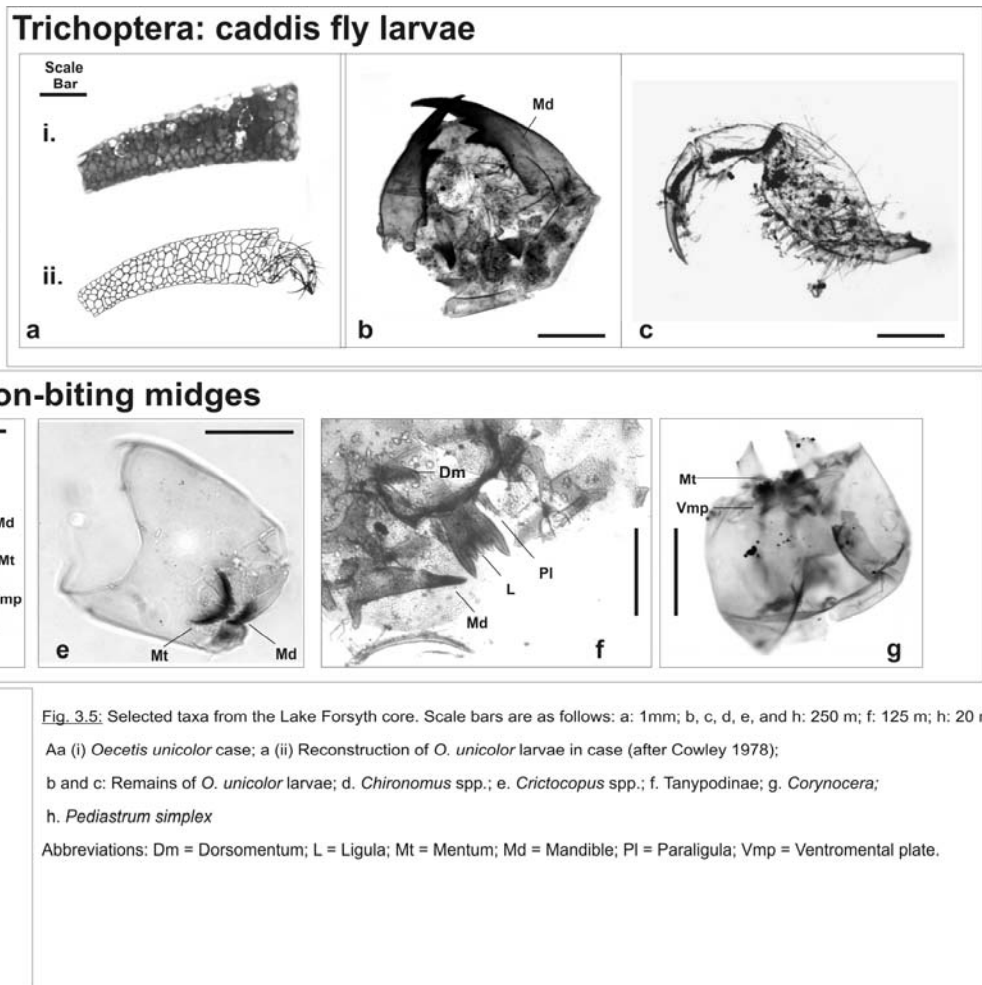 Trichoptera: caddis fly larvae
Scale
Bar
i.
ii.
a
Md
b
c
on-biting midges
Md
Mt
mp
Mt
Md
e
Dm
Pl
L
Md
f
Mt
Vmp
g
Fig. 3.5: Selected taxa from the Lake Forsyth core. Scale bars are as follows: a: 1mm; b, c, d, e, and h: 250 m; f: 125 m; h: 20
Aa (i) Oecetis unicolor case; a (ii) Reconstruction of O. unicolor larvae in case (after Cowley 1978);
b and c: Remains of O. unicolor larvae; d. Chironomus spp.; e. Crictocopus spp.; f. Tanypodinae; g. Corynocera;
h. Pediastrum simplex
Abbreviations: Dm = Dorsomentum; L = Ligula; Mt = Mentum; Md = Mandible; Pl = Paraligula; Vmp = Ventromental plate.